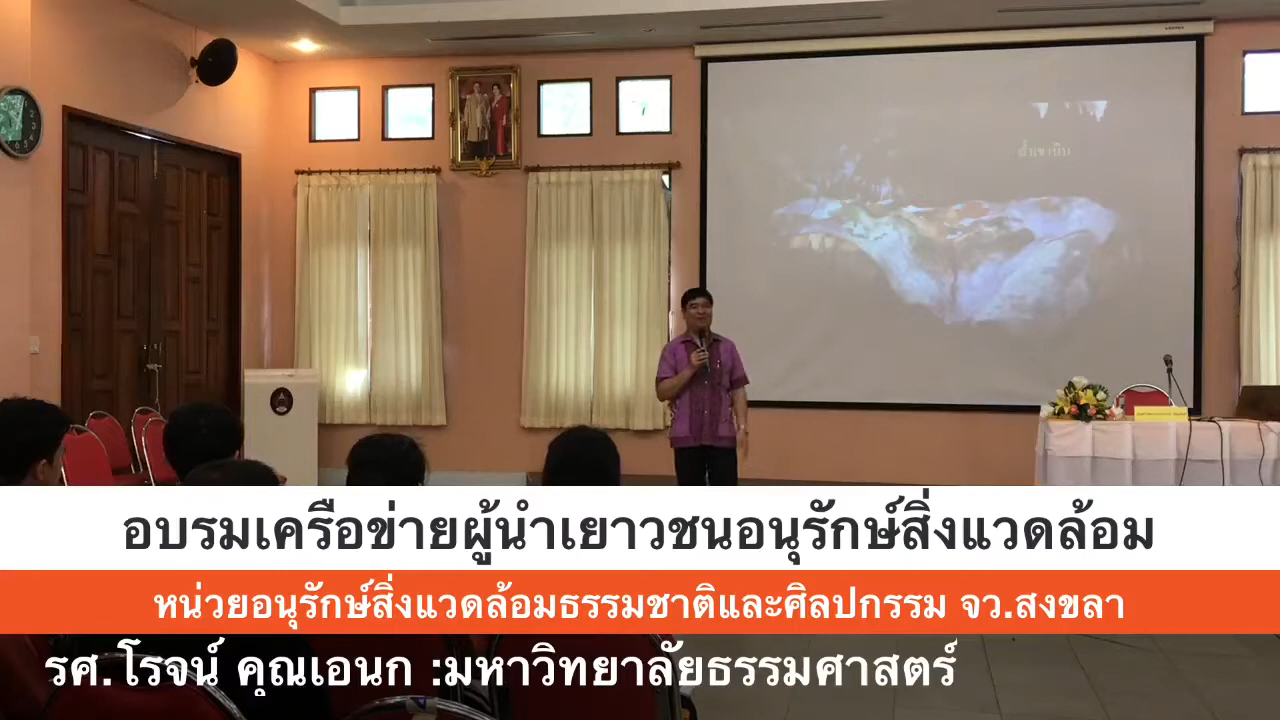 อบรมเครือข่ายผู้นำเยาวชนอนุรักษ์สิ่งแวดล้อม
หน่วยอนุรักษ์สิ่งแวดล้อมธรรมชาติและศิลปกรรม จว.สงขลา
รศ.โรจน์ คุณเอนก :มหาวิทยาลัยธรรมศาสตร์